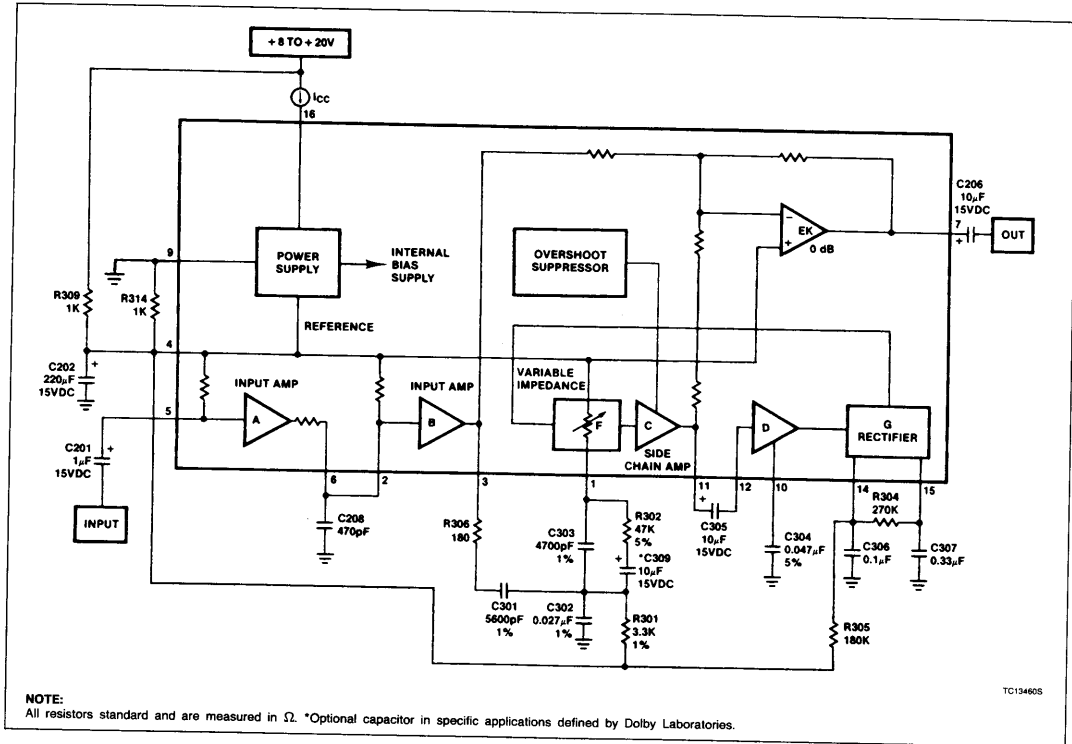 + 8 TO + 20V
ICC
16
C206
10μF
15VDC
7
+
OUT
−
EK
+
0 dB
9
POWER
SUPPLY
INTERNAL
BIAS
SUPPLY
OVERSHOOT
SUPPRESSOR
R309
1K
R314
1K
REFERENCE
4
C202
220μF
15VDC
+
INPUT AMP
INPUT AMP
VARIABLE
IMPEDANCE
5
A
B
F
C
D
G
RECTIFIER
SIDE
CHAIN AMP
C201
1μF
15VDC
+
6
2
3
1
11
12
10
14
15
INPUT
C208
470pF
R306
180
C303
4700pF
1%
R302
47K
5%
+
*C309
10μF
15VDC
+
C305
10μF
15VDC
C304
0.047μF
5%
R304
270K
C306
0.1μF
C307
0.33μF
C301
5600pF
1%
C302
0.027μF
1%
R301
3.3K
1%
R305
180K
TC13460S
NOTE:
All resistors standard and are measured in Ω. *Optional capacitor in specific applications defined by Dolby Laboratories.